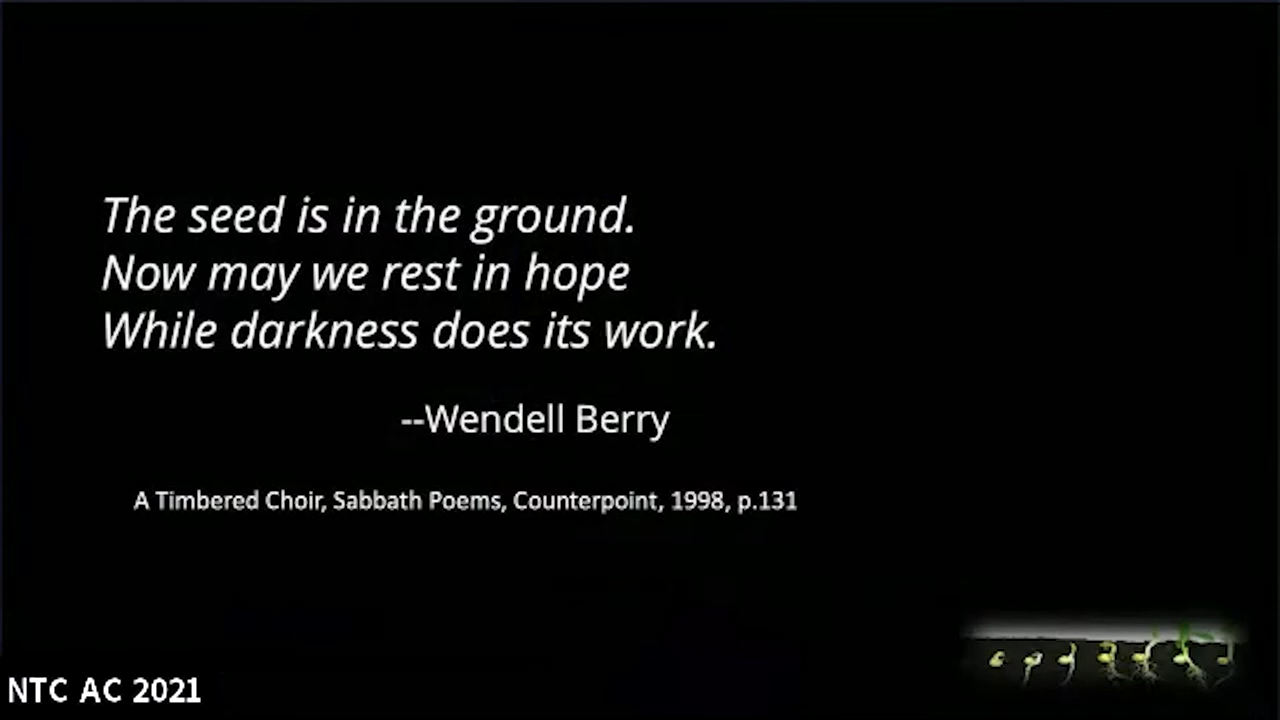 The seed is in the ground.
Now may we rest in hope
While darkness does its work.
--Wendell Berry
A Timbered Choir, Sabbath Poems, Counterpoint, 1998, p.131
NTC AC 2021